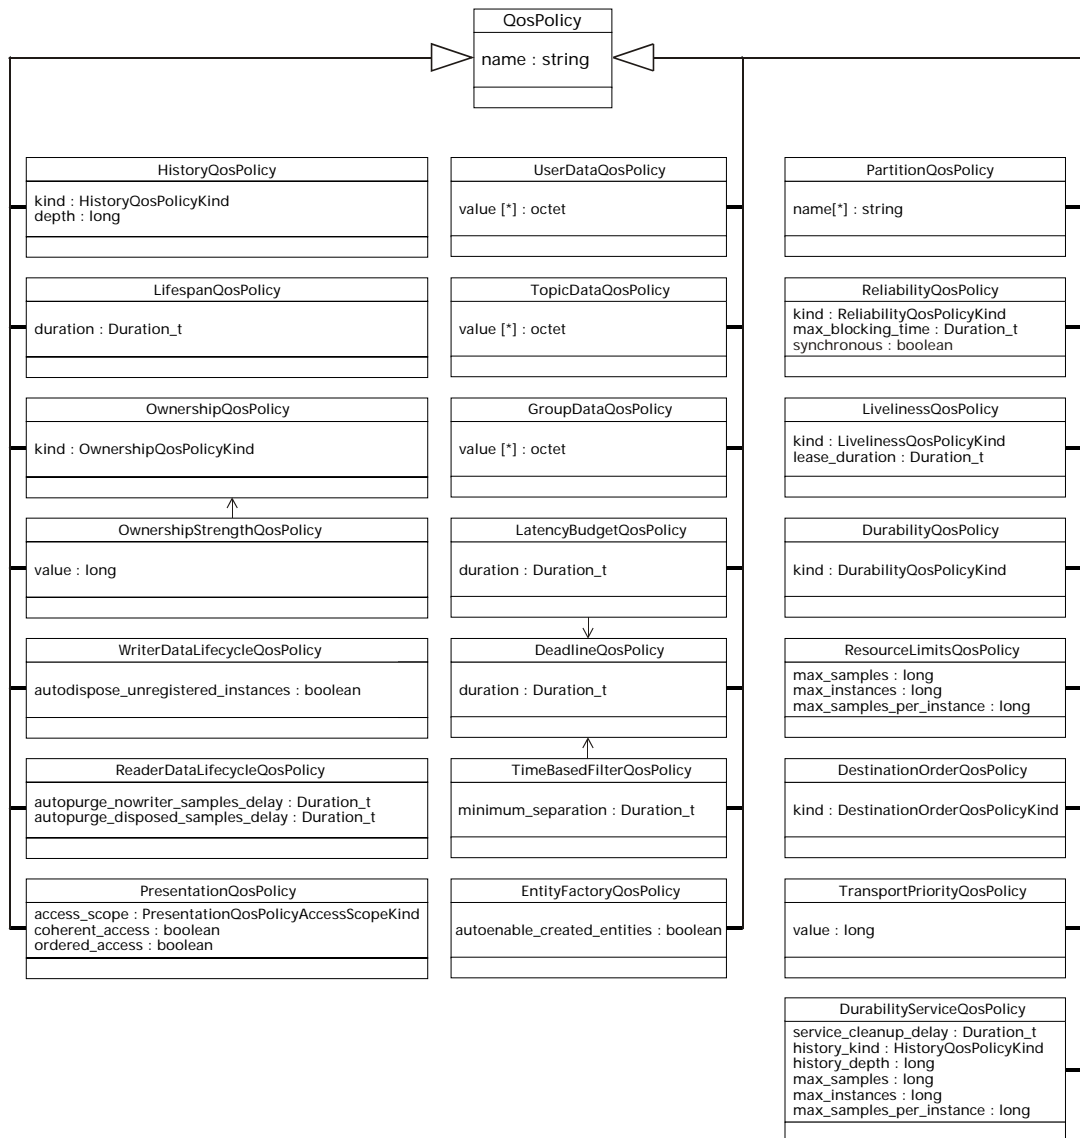 QosPolicy
name : string
HistoryQosPolicy
kind : HistoryQosPolicyKind
depth : long
LifespanQosPolicy
duration : Duration_t
OwnershipQosPolicy
kind : OwnershipQosPolicyKind
OwnershipStrengthQosPolicy
value : long
WriterDataLifecycleQosPolicy
autodispose_unregistered_instances : boolean
ReaderDataLifecycleQosPolicy
autopurge_nowriter_samples_delay : Duration_t
autopurge_disposed_samples_delay : Duration_t
PresentationQosPolicy
access_scope : PresentationQosPolicyAccessScopeKind
coherent_access : boolean
ordered_access : boolean
UserDataQosPolicy
value [*] : octet
TopicDataQosPolicy
value [*] : octet
GroupDataQosPolicy
value [*] : octet
LatencyBudgetQosPolicy
duration : Duration_t
DeadlineQosPolicy
duration : Duration_t
TimeBasedFilterQosPolicy
minimum_separation : Duration_t
EntityFactoryQosPolicy
autoenable_created_entities : boolean
PartitionQosPolicy
name[*] : string
ReliabilityQosPolicy
kind : ReliabilityQosPolicyKind
max_blocking_time : Duration_t
synchronous : boolean
LivelinessQosPolicy
kind : LivelinessQosPolicyKind
lease_duration : Duration_t
DurabilityQosPolicy
kind : DurabilityQosPolicyKind
ResourceLimitsQosPolicy
max_samples : long
max_instances : long
max_samples_per_instance : long
DestinationOrderQosPolicy
kind : DestinationOrderQosPolicyKind
TransportPriorityQosPolicy
value : long
DurabilityServiceQosPolicy
service_cleanup_delay : Duration_t
history_kind : HistoryQosPolicyKind
history_depth : long
max_samples : long
max_instances : long
max_samples_per_instance : long